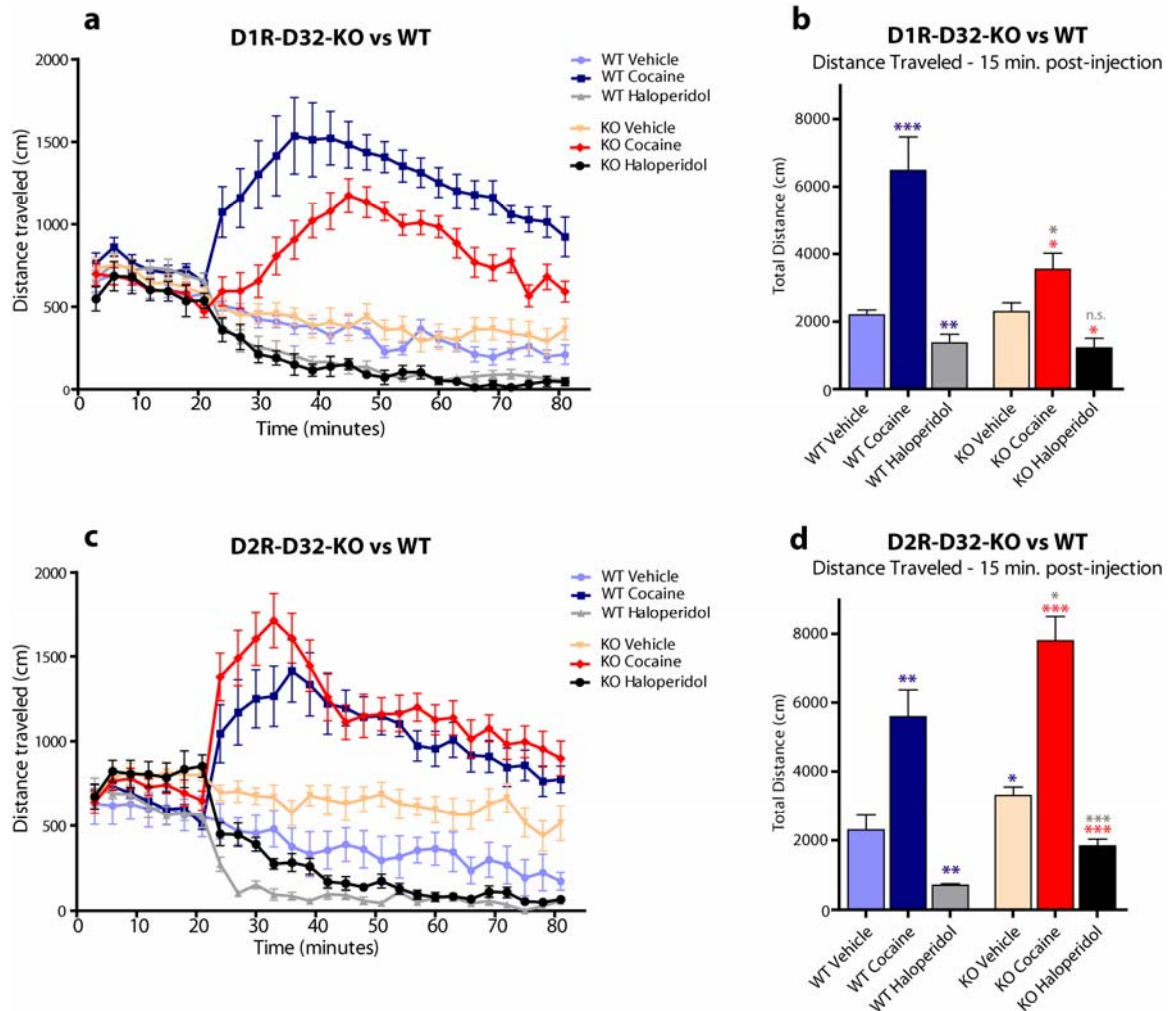 a
D1R-D32-KO vs WT
2000
1500
1000
500
0
Distance traveled (cm)
0 10 20 30 40 50 60 70 80
Time (minutes)
WT Vehicle
WT Cocaine
WT Haloperidol
KO Vehicle
KO Cocaine
KO Haloperidol
b
D1R-D32-KO vs WT
Distance Traveled - 15 min. post-injection
8000
6000
4000
2000
0
Total Distance (cm)
***
**
*
*
n.s.
*
WT Vehicle
WT Cocaine
WT Haloperidol
KO Vehicle
KO Cocaine
KO Haloperidol
c
D2R-D32-KO vs WT
2000
1500
1000
500
0
Distance traveled (cm)
0 10 20 30 40 50 60 70 80
Time (minutes)
WT Vehicle
WT Cocaine
WT Haloperidol
KO Vehicle
KO Cocaine
KO Haloperidol
d
D2R-D32-KO vs WT
Distance Traveled - 15 min. post-injection
8000
6000
4000
2000
0
Total Distance (cm)
**
**
*
*
***
***
***
WT Vehicle
WT Cocaine
WT Haloperidol
KO Vehicle
KO Cocaine
KO Haloperidol